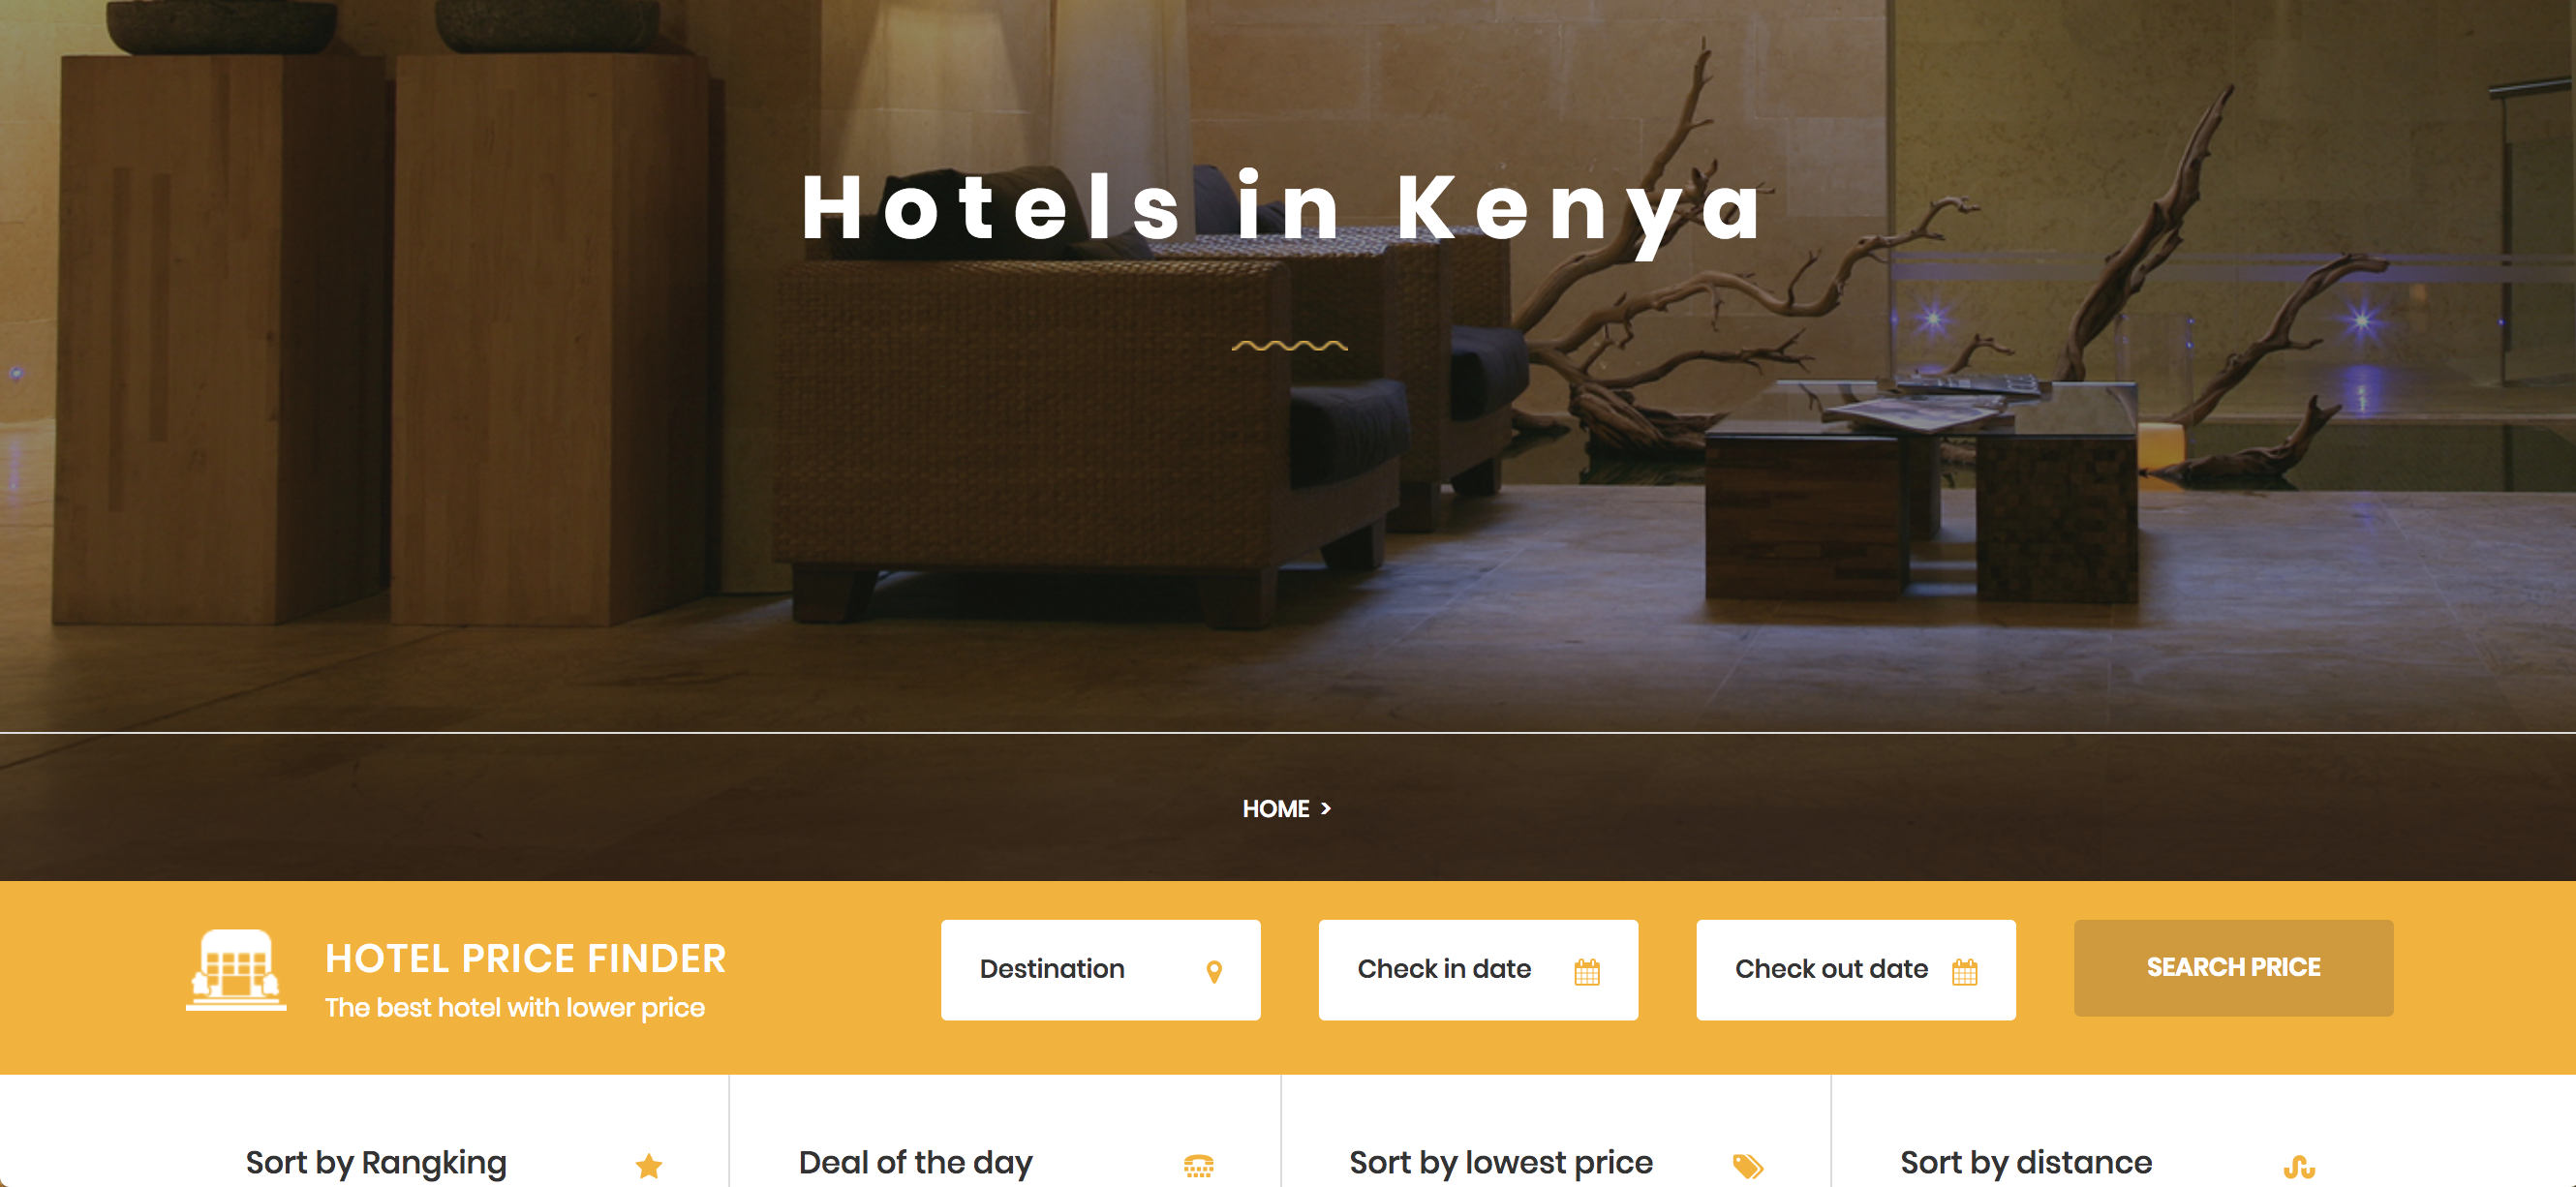 Hotels in Kenya
HOME >
HOTEL PRICE FINDER
The best hotel with lower price
Destination
Check in date
Check out date
SEARCH PRICE
Sort by Rangking
Deal of the day
Sort by lowest price
Sort by distance